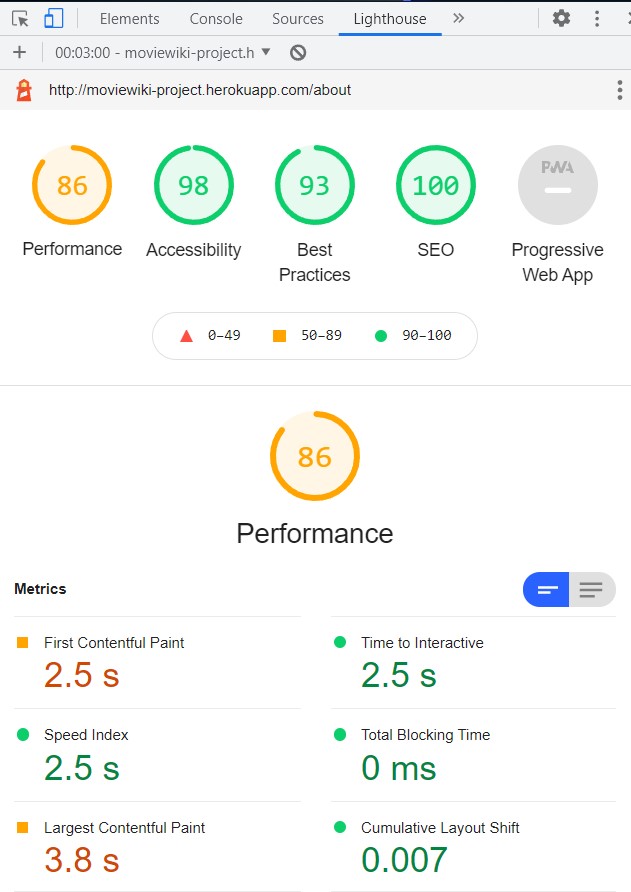 Elements Console Sources Lighthouse »
+ 00:03:00 - moviewiki-project.h
http://moviewiki-project.herokuapp.com/about
86 98 93 100 PWA
Performance Accessibility Best Practices SEO Progressive Web App
0–49 50–89 90–100
86
Performance
Metrics
First Contentful Paint
2.5 s
Time to Interactive
2.5 s
Speed Index
2.5 s
Total Blocking Time
0 ms
Largest Contentful Paint
3.8 s
Cumulative Layout Shift
0.007